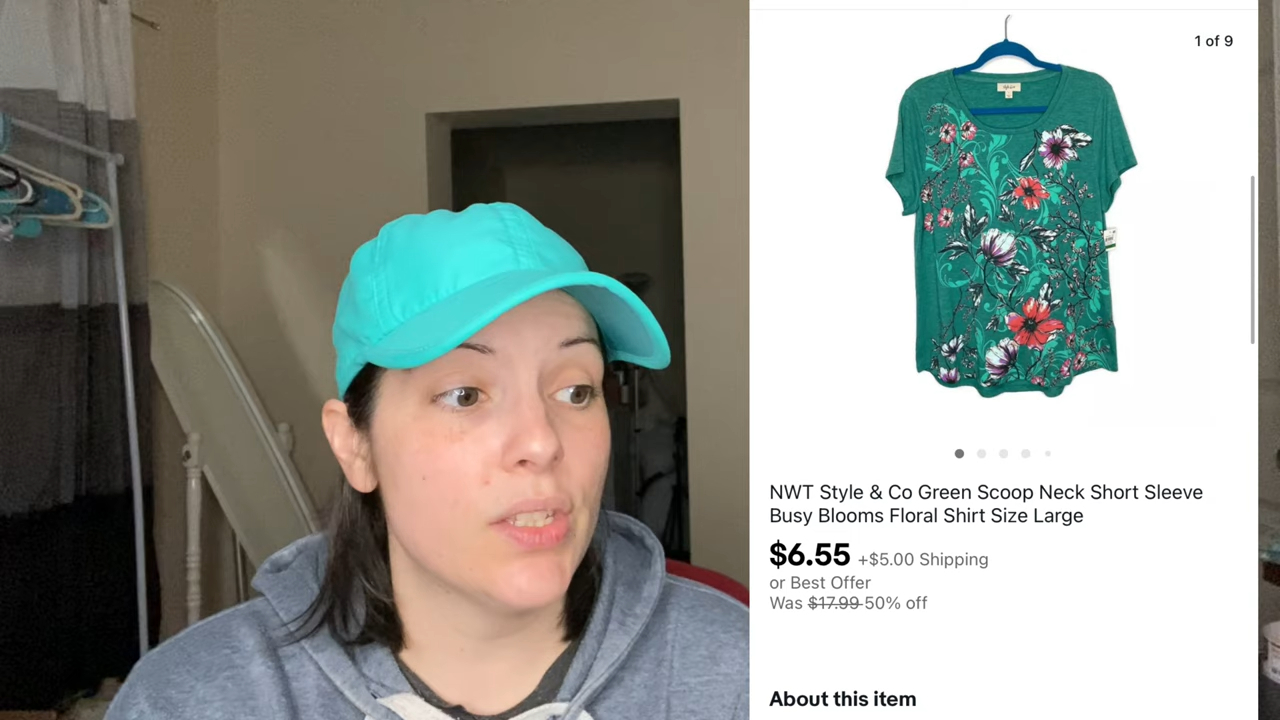 1 of 9
NWT Style & Co Green Scoop Neck Short Sleeve
Busy Blooms Floral Shirt Size Large
$6.55 +$5.00 Shipping
or Best Offer
Was $17.99 50% off
About this item